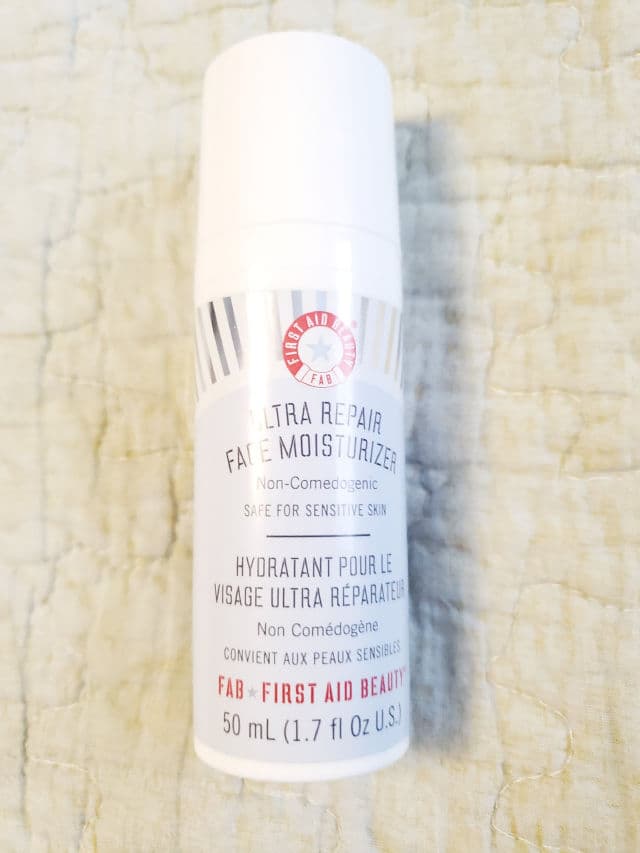 FIRST AID BEAUTY®
FAB
ULTRA REPAIR
FACE MOISTURIZER
Non-Comedogenic
SAFE FOR SENSITIVE SKIN
HYDRATANT POUR LE
VISAGE ULTRA RÉPARATEUR
Non Comédogène
CONVIENT AUX PEAUX SENSIBLES
FAB★FIRST AID BEAUTY®
50 mL (1.7 fl Oz U.S.)